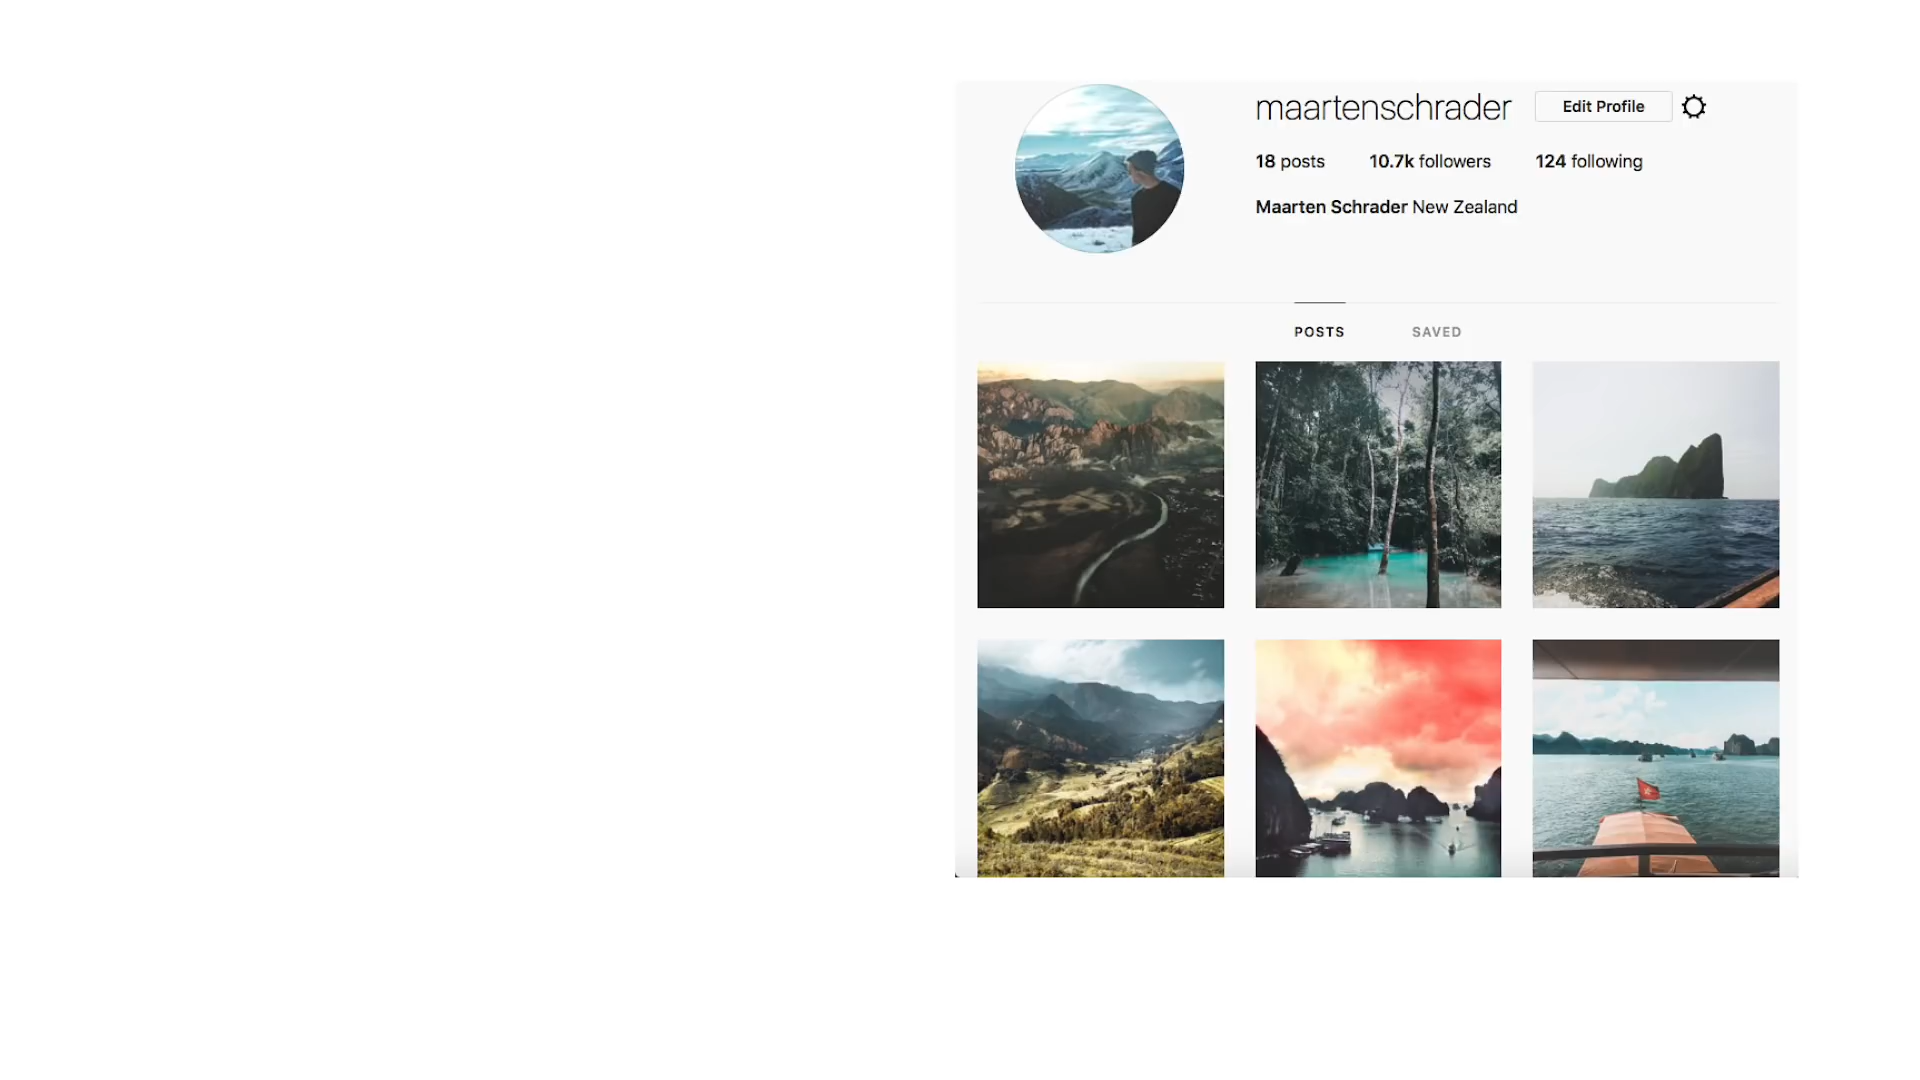 maartenschrader Edit Profile
18 posts 10.7k followers 124 following
Maarten Schrader New Zealand
POSTS SAVED